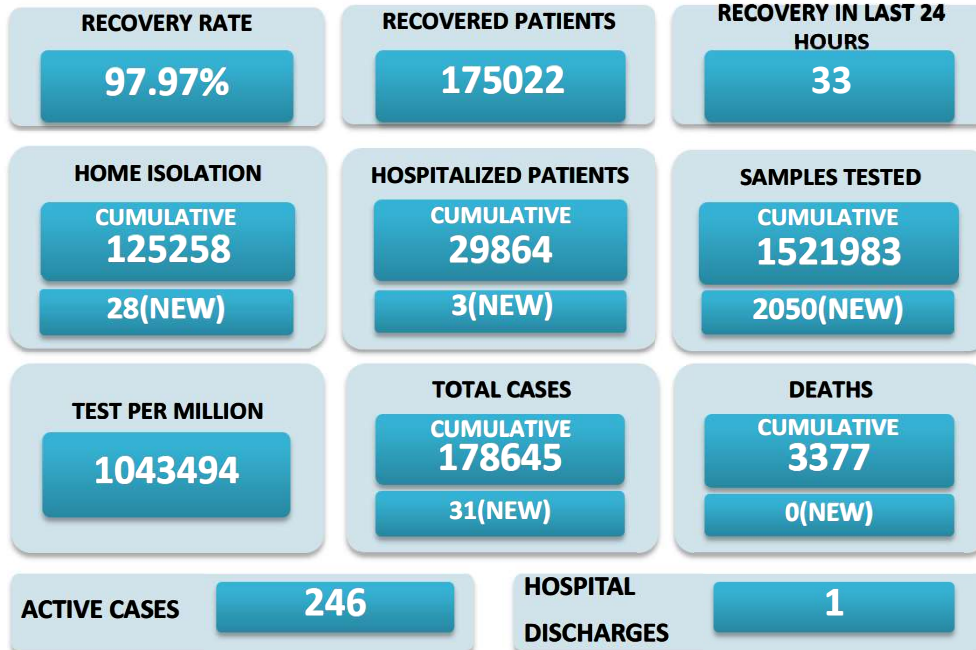 RECOVERY RATE
97.97%
RECOVERED PATIENTS
175022
RECOVERY IN LAST 24
HOURS
33
HOME ISOLATION
CUMULATIVE
125258
28(NEW)
HOSPITALIZED PATIENTS
CUMULATIVE
29864
3(NEW)
SAMPLES TESTED
CUMULATIVE
1521983
2050(NEW)
TEST PER MILLION
1043494
TOTAL CASES
CUMULATIVE
178645
31(NEW)
DEATHS
CUMULATIVE
3377
0(NEW)
ACTIVE CASES
246
HOSPITAL
DISCHARGES
1